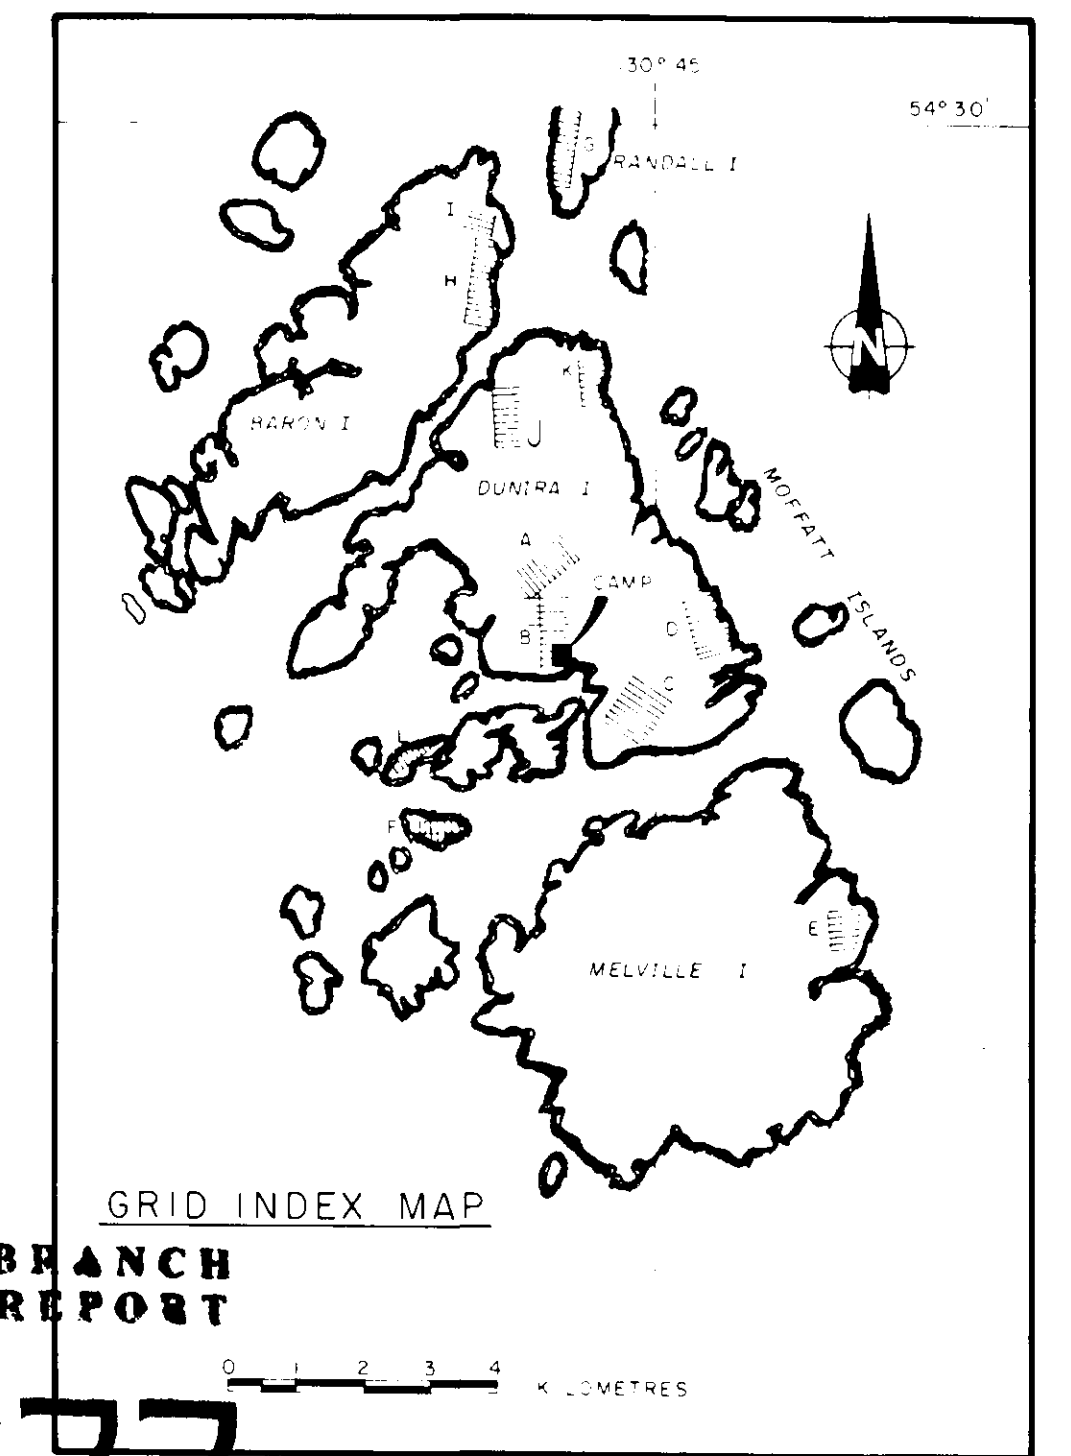 30° 45
54° 30'
G
RANDALL I
I
H
K
BARON I
J
DUNIRA I
MOFFATT ISLANDS
A
CAMP
B
D
C
L
F
E
MELVILLE I
N
GRID INDEX MAP
BRANCH
REPORT
0 1 2 3 4
K LOMETRES